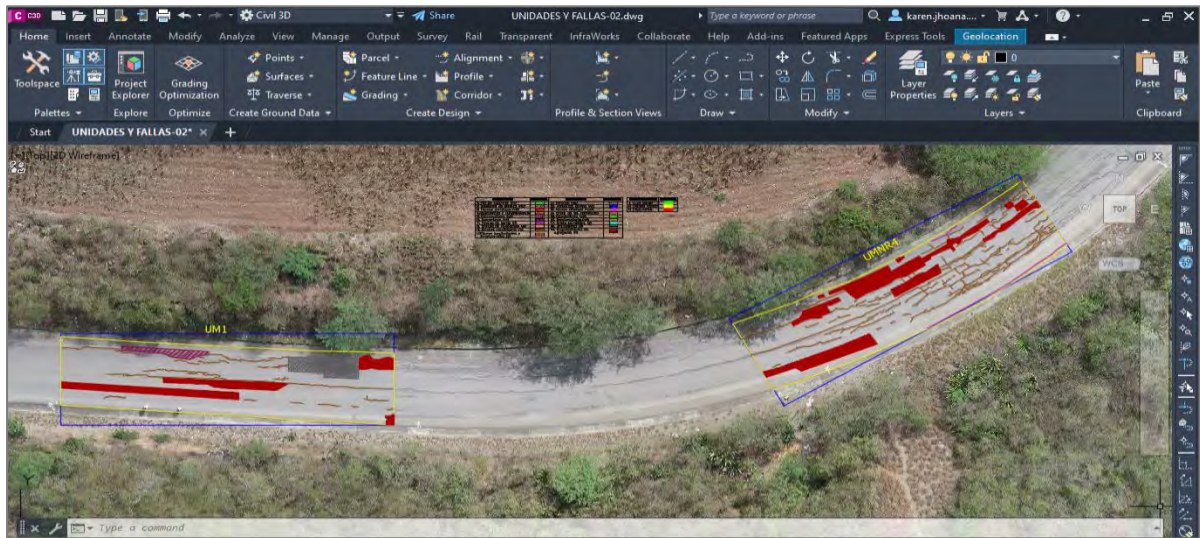 C C3D Civil 3D Share UNIDADES Y FALLAS-02.dwg Type a keyword or phrase karen.jhoana....
Home Insert Annotate Modify Analyze View Manage Output Survey Rail Transparent InfraWorks Collaborate Help Add-ins Featured Apps Express Tools Geolocation
Points Parcel Alignment 0
Surfaces Feature Line Profile
Toolspace Project Explorer Grading Optimization Traverse Grading Corridor Layer Properties Paste
Palettes Explore Optimize Create Ground Data Create Design Profile & Section Views Draw Modify Layers Clipboard
Start UNIDADES Y FALLAS-02* +
[-][Top][2D Wireframe]
TOP E
UMNR4
WCS
UM1
Type a command